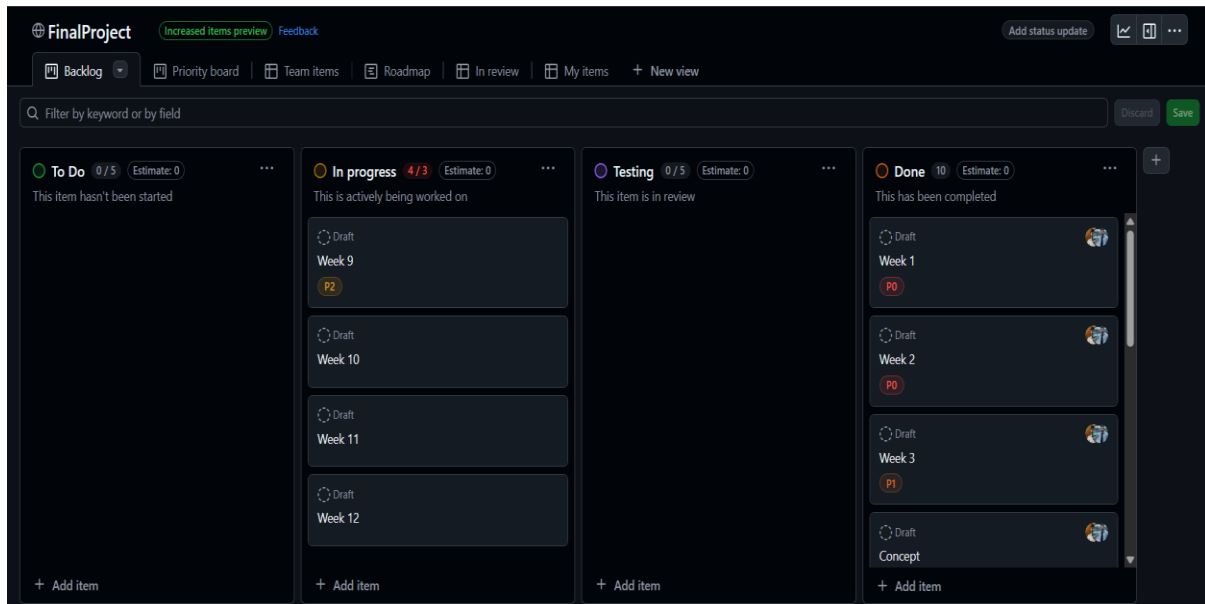 FinalProject Increased items preview Feedback Add status update
Backlog Priority board Team items Roadmap In review My items + New view
Filter by keyword or by field Discard Save
To Do 0 / 5 Estimate: 0
This item hasn't been started
+ Add item
In progress 4 / 3 Estimate: 0
This is actively being worked on
Draft
Week 9
P2
Draft
Week 10
Draft
Week 11
Draft
Week 12
+ Add item
Testing 0 / 5 Estimate: 0
This item is in review
+ Add item
Done 10 Estimate: 0
This has been completed
Draft
Week 1
P0
Draft
Week 2
P0
Draft
Week 3
P1
Draft
Concept
+ Add item